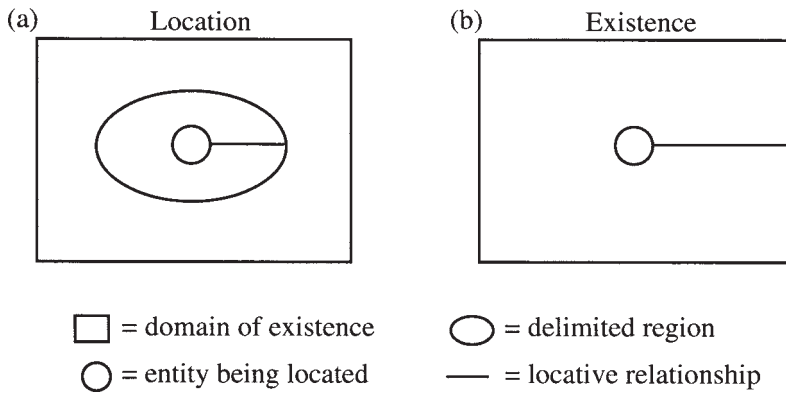 (a) Location
(b) Existence
= domain of existence
= delimited region
= entity being located
= locative relationship